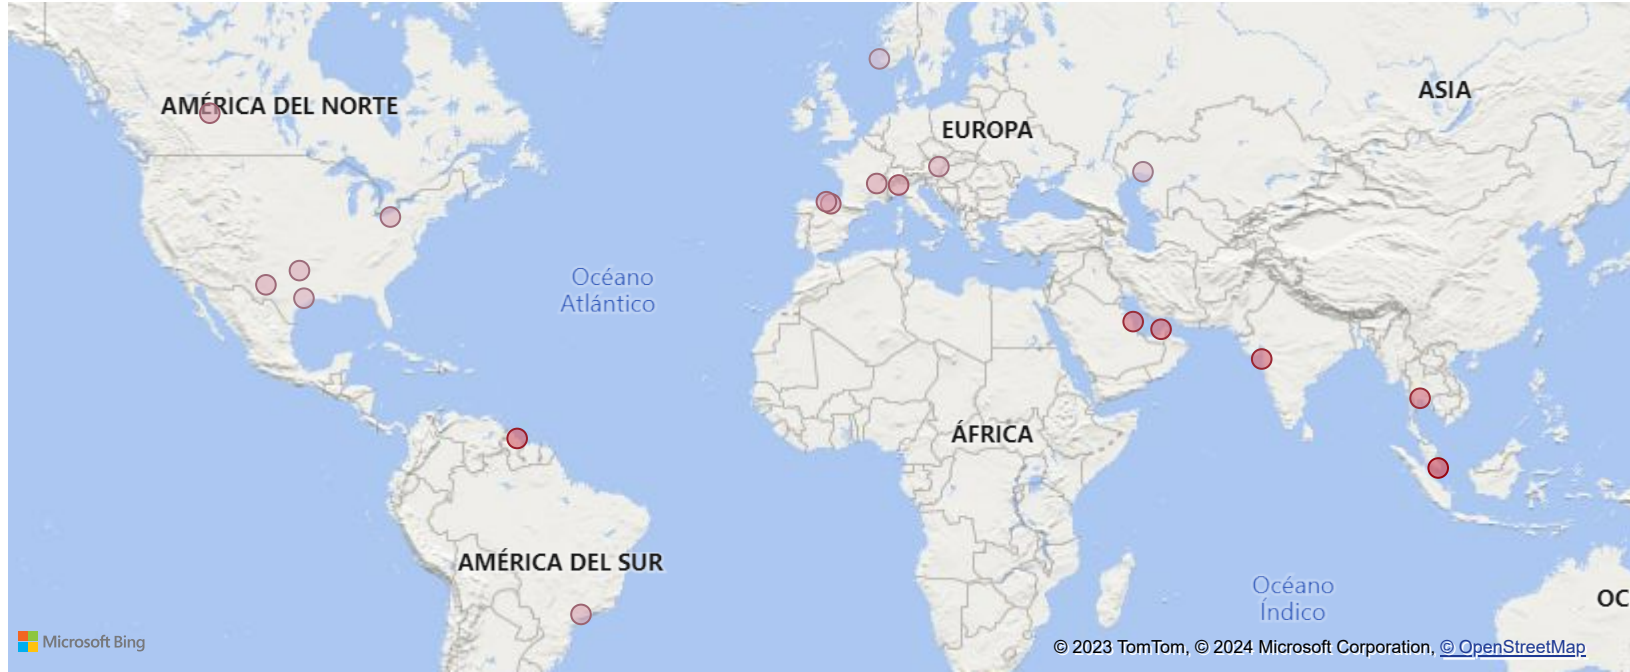 ASIA
AMÉRICA DEL NORTE
EUROPA
Océano
Atlántico
ÁFRICA
AMÉRICA DEL SUR
Océano
Índico
OC
Microsoft Bing
© 2023 TomTom, © 2024 Microsoft Corporation, © OpenStreetMap